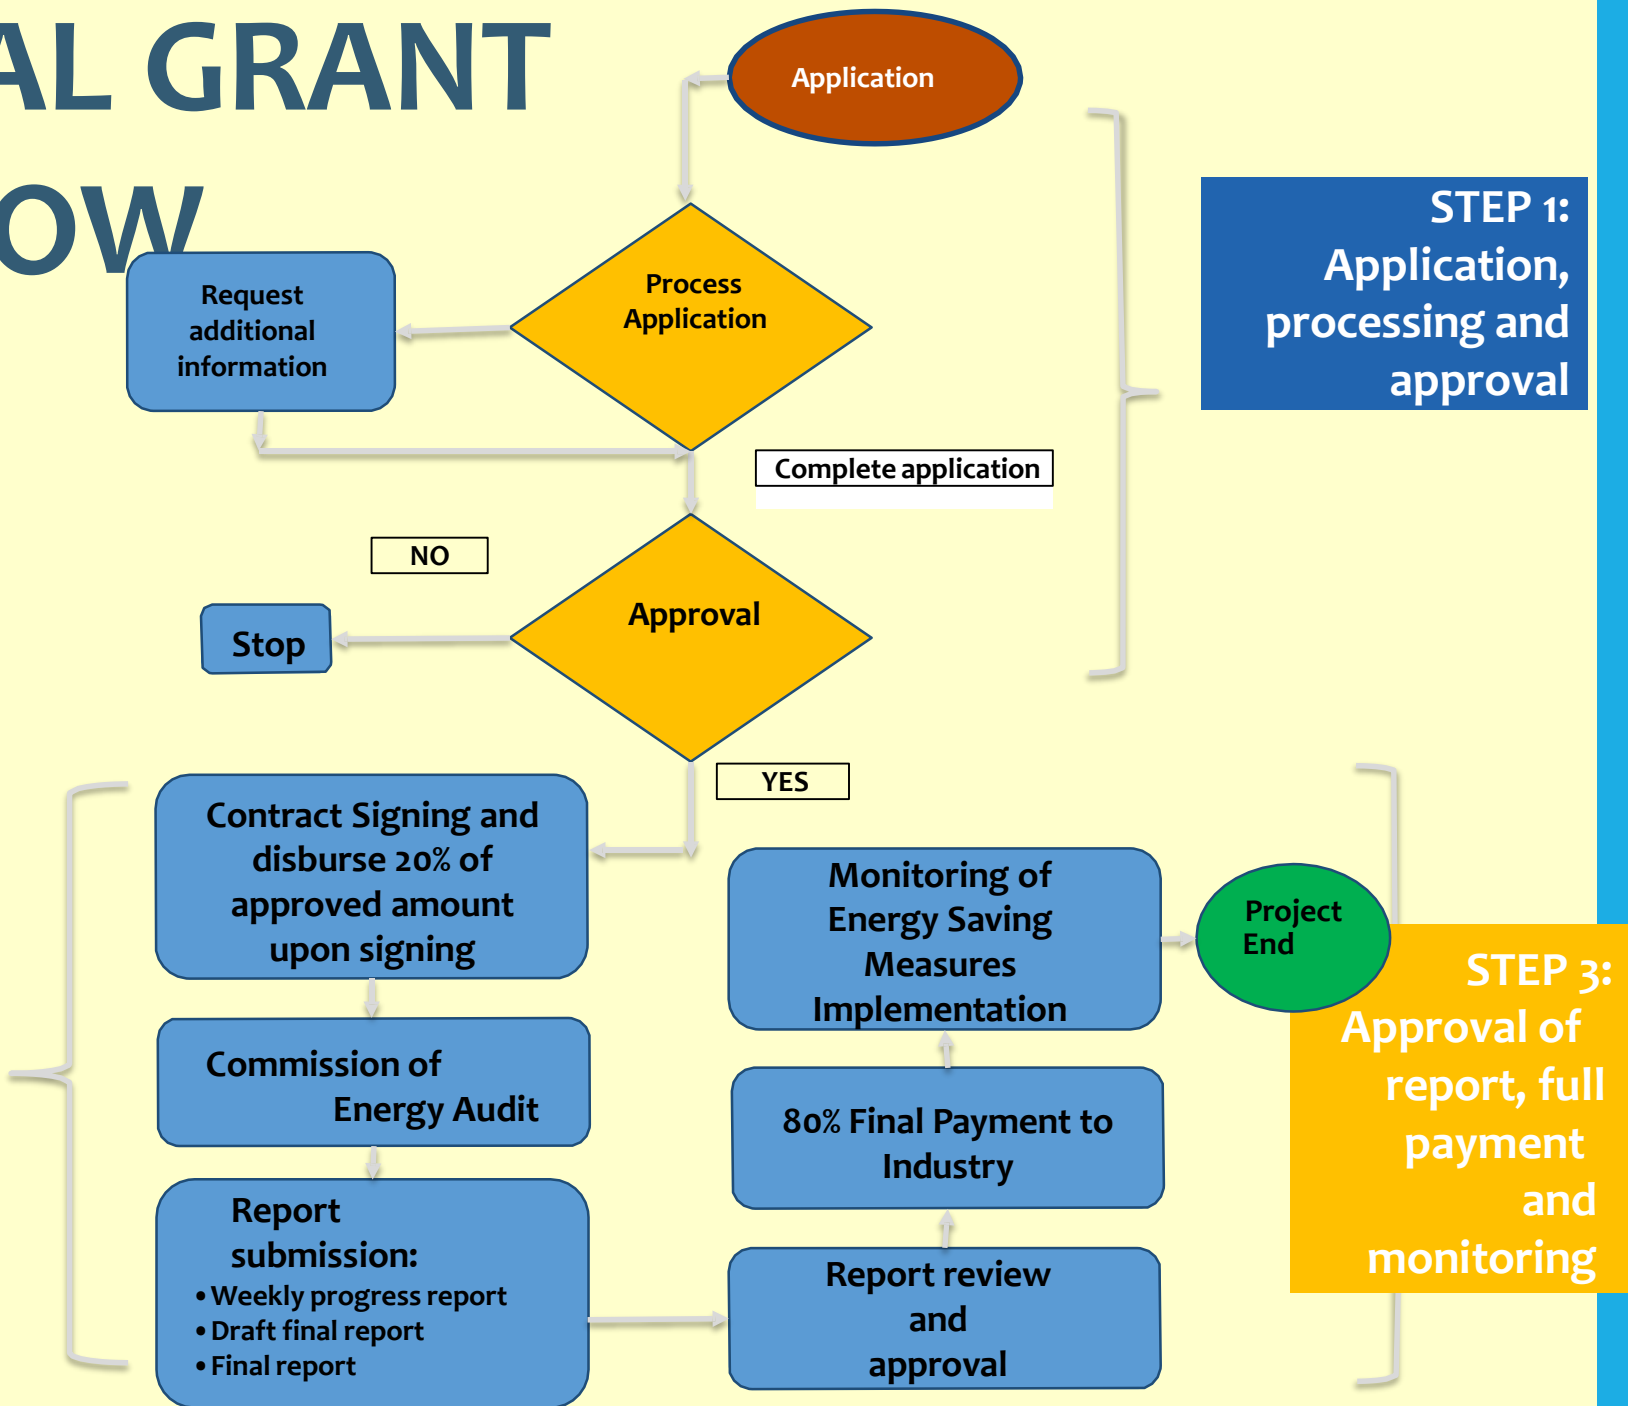 AL GRANT
OW
Application
STEP 1:
Application,
processing and
approval
Process
Application
Request
additional
information
Complete application
NO
Approval
Stop
YES
Contract Signing and
disburse 20% of
approved amount
upon signing
Commission of
Energy Audit
Report
submission:
• Weekly progress report
• Draft final report
• Final report
Monitoring of
Energy Saving
Measures
Implementation
Project
End
80% Final Payment to
Industry
Report review
and
approval
STEP 3:
Approval of
report, full
payment
and
monitoring